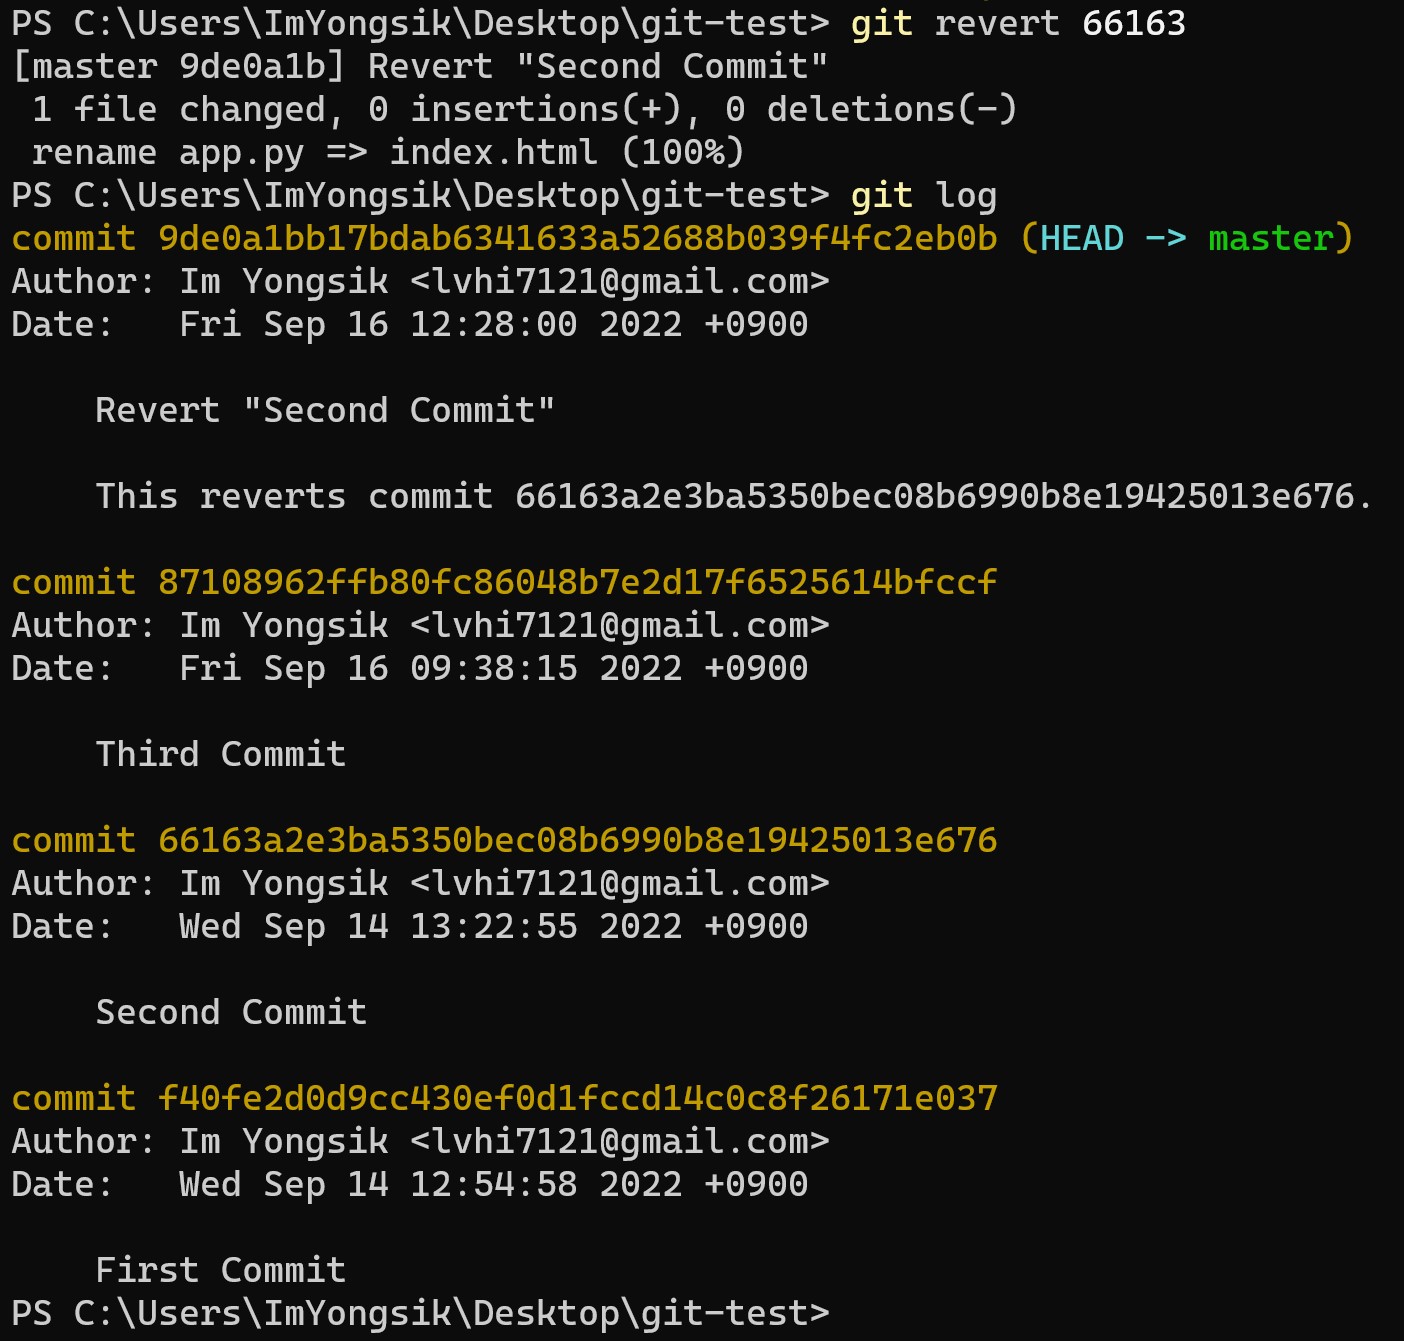 PS C:\Users\ImYongsik\Desktop\git-test> git revert 66163
[master 9de0a1b] Revert "Second Commit"
 1 file changed, 0 insertions(+), 0 deletions(-)
 rename app.py => index.html (100%)
PS C:\Users\ImYongsik\Desktop\git-test> git log
commit 9de0a1bb17bdab6341633a52688b039f4fc2eb0b (HEAD -> master)
Author: Im Yongsik <lvhi7121@gmail.com>
Date:   Fri Sep 16 12:28:00 2022 +0900

    Revert "Second Commit"

    This reverts commit 66163a2e3ba5350bec08b6990b8e19425013e676.

commit 87108962ffb80fc86048b7e2d17f6525614bfccf
Author: Im Yongsik <lvhi7121@gmail.com>
Date:   Fri Sep 16 09:38:15 2022 +0900

    Third Commit

commit 66163a2e3ba5350bec08b6990b8e19425013e676
Author: Im Yongsik <lvhi7121@gmail.com>
Date:   Wed Sep 14 13:22:55 2022 +0900

    Second Commit

commit f40fe2d0d9cc430ef0d1fccd14c0c8f26171e037
Author: Im Yongsik <lvhi7121@gmail.com>
Date:   Wed Sep 14 12:54:58 2022 +0900

    First Commit
PS C:\Users\ImYongsik\Desktop\git-test>